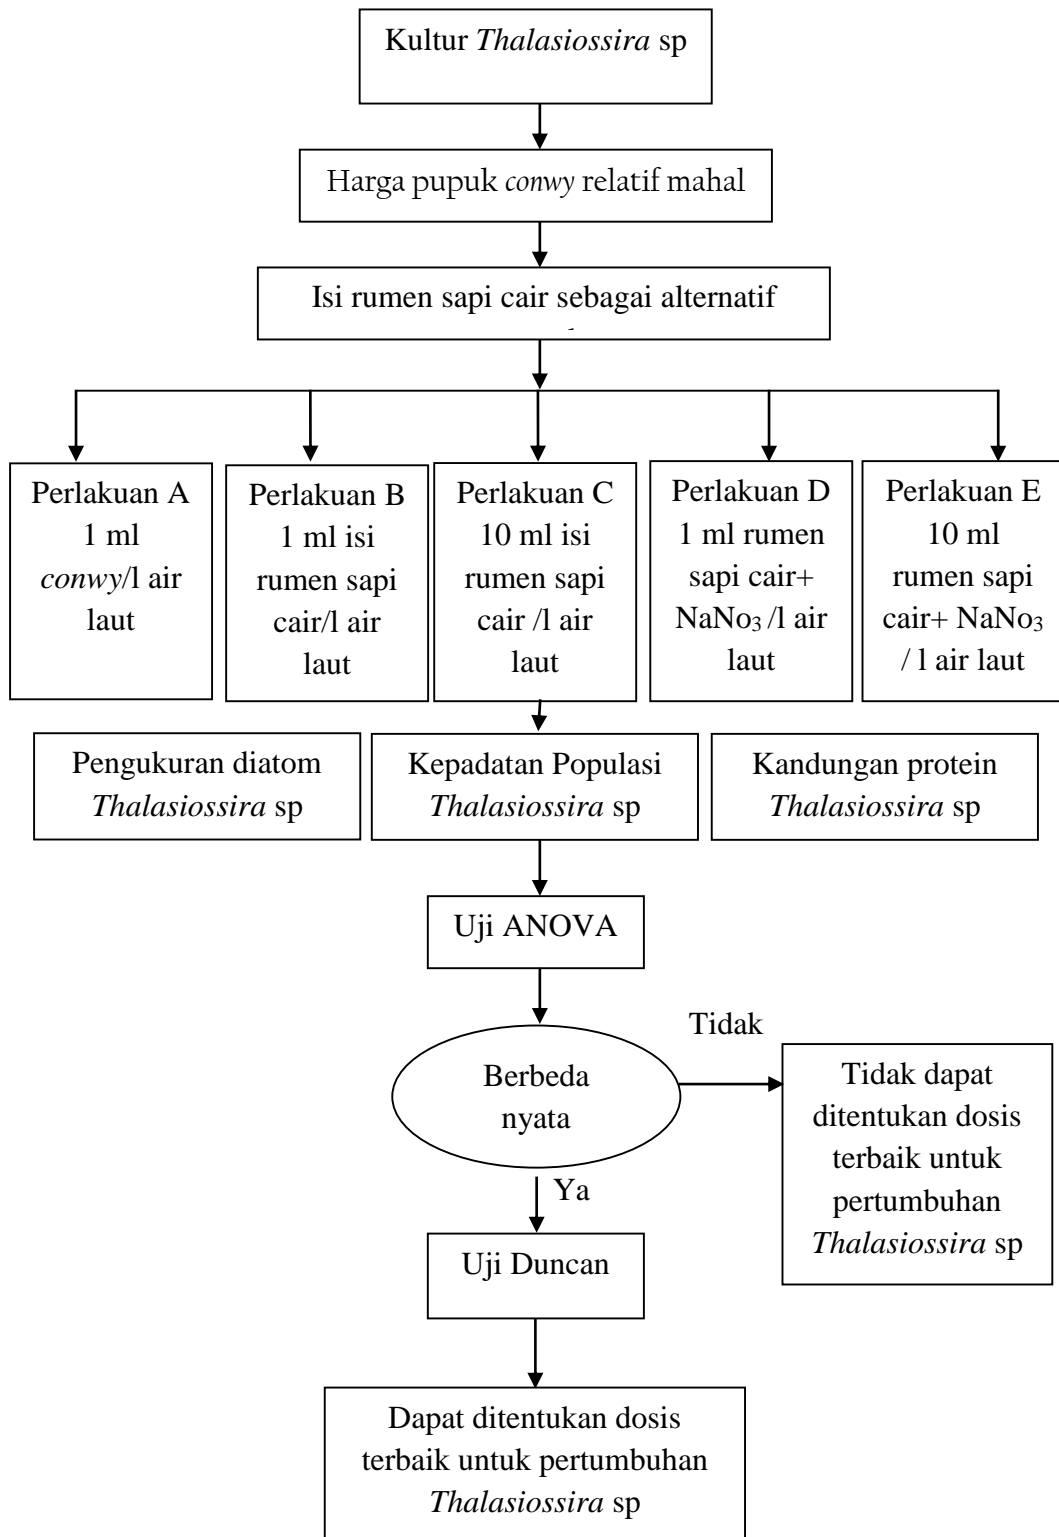 Kultur Thalasiossira sp
Harga pupuk conwy relatif mahal
Isi rumen sapi cair sebagai alternatif
Perlakuan A
1 ml
conwy/l air
laut
Perlakuan B
1 ml isi
rumen sapi
cair/l air
laut
Perlakuan C
10 ml isi
rumen sapi
cair /l air
laut
Perlakuan D
1 ml rumen
sapi cair+
NaNo₃ /l air
laut
Perlakuan E
10 ml
rumen sapi
cair+ NaNo₃
/ l air laut
Pengukuran diatom
Thalasiossira sp
Kepadatan Populasi
Thalasiossira sp
Kandungan protein
Thalasiossira sp
Uji ANOVA
Berbeda
nyata
Tidak
Tidak dapat
ditentukan dosis
terbaik untuk
pertumbuhan
Thalasiossira sp
Ya
Uji Duncan
Dapat ditentukan dosis
terbaik untuk pertumbuhan
Thalasiossira sp